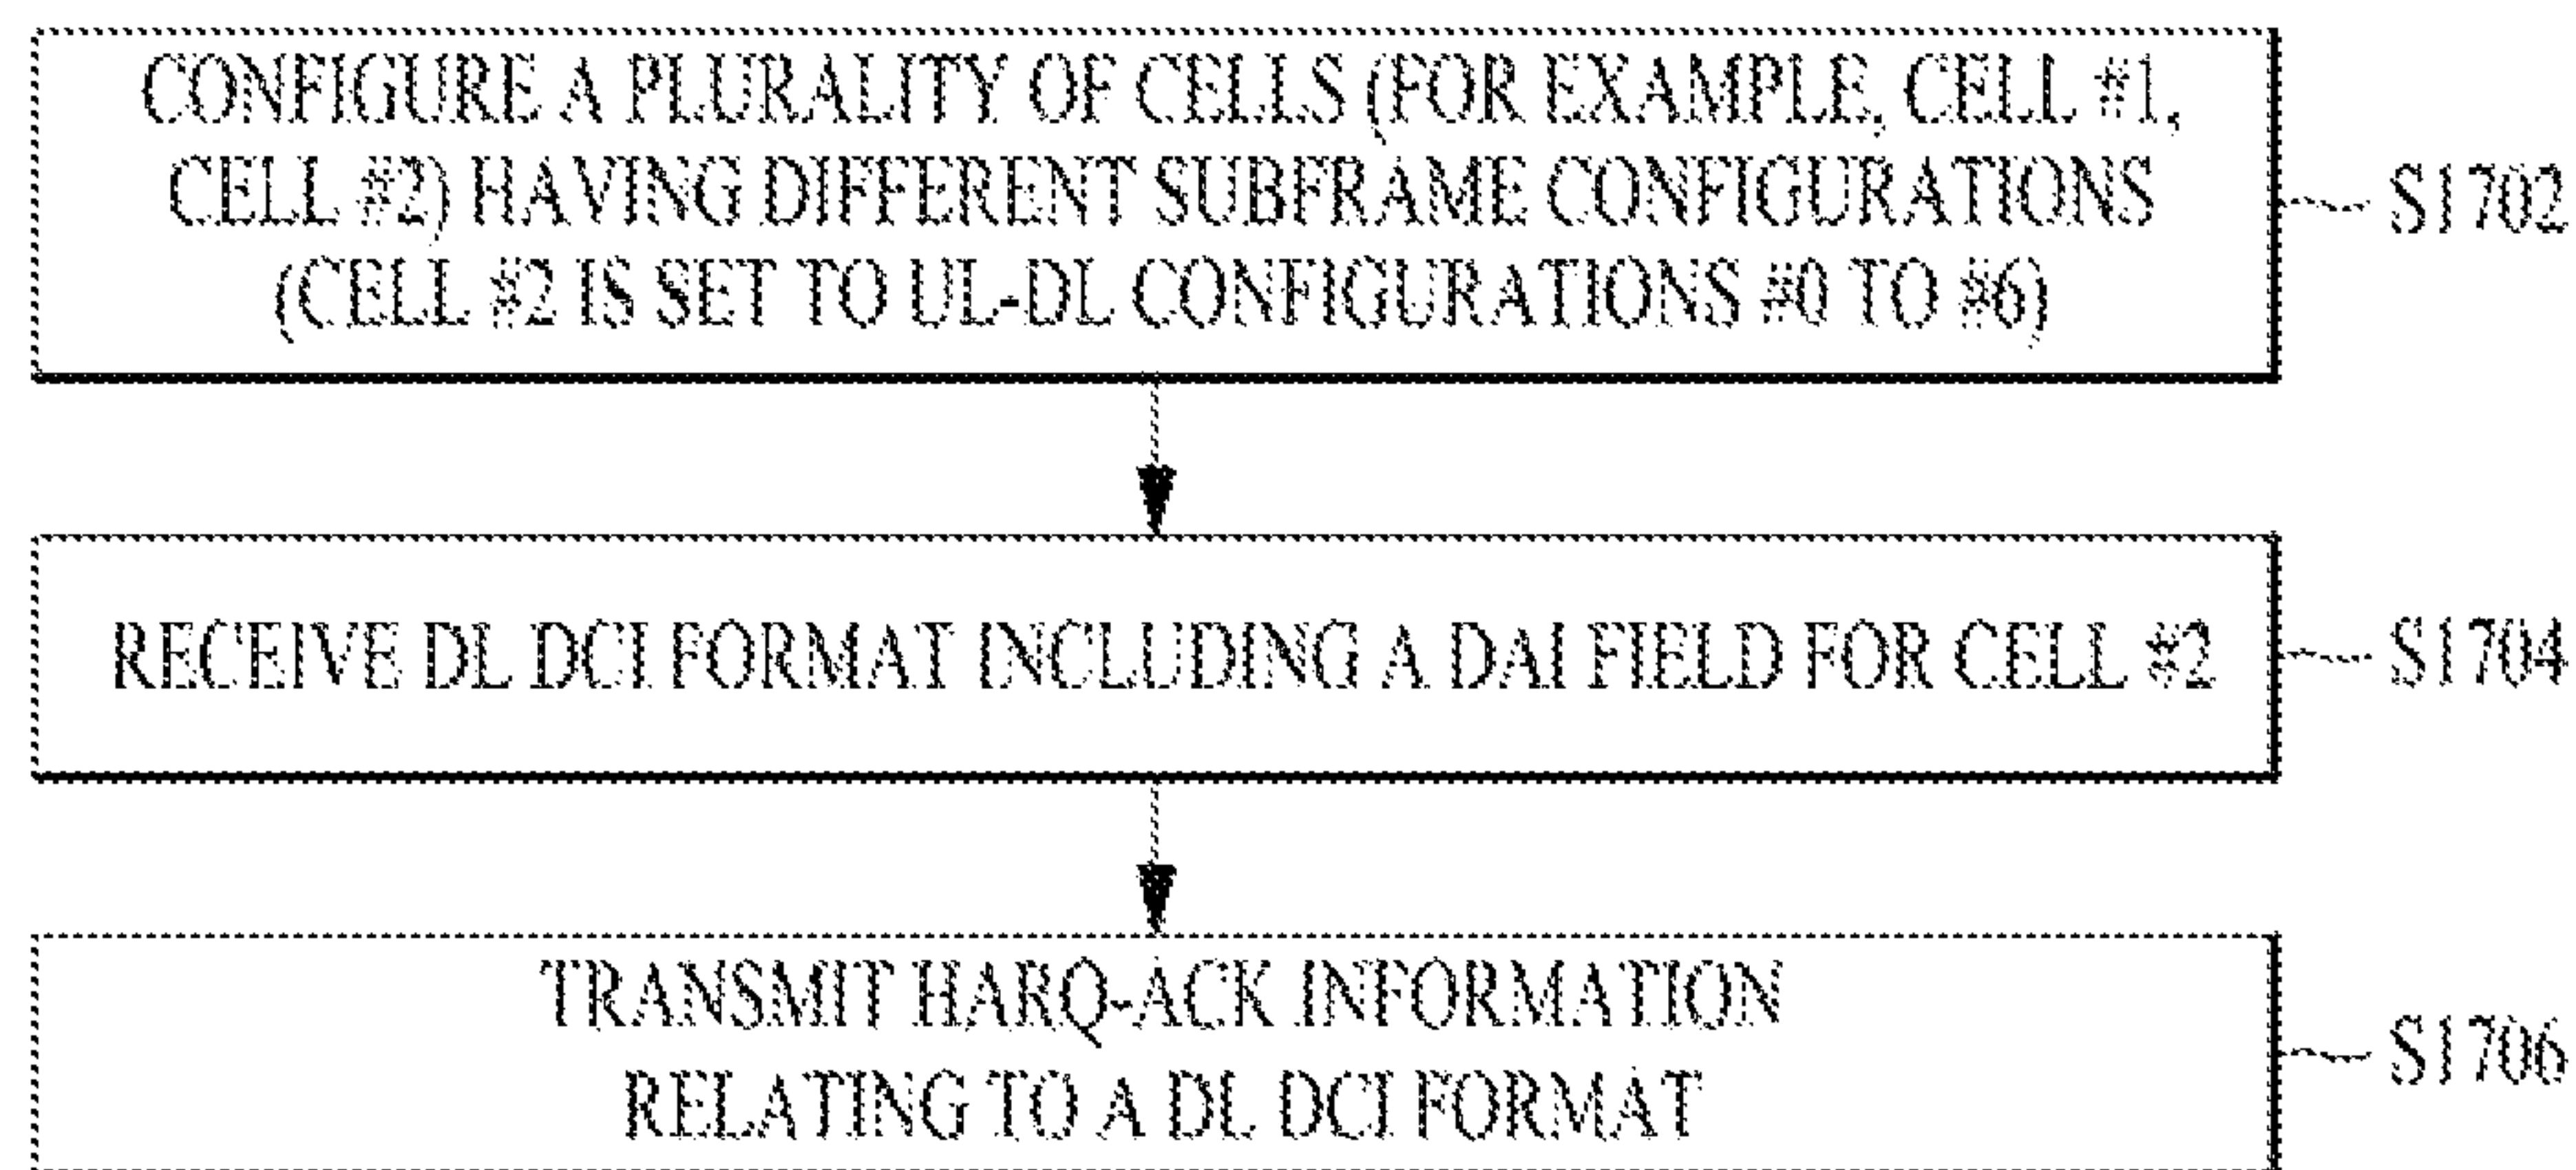 CONFIGURE A PLURALITY OF CELLS (FOR EXAMPLE, CELL #1,
CELL #2) HAVING DIFFERENT SUBFRAME CONFIGURATIONS
(CELL #2 IS SET TO UL-DL CONFIGURATIONS #0 TO #6)
S1702
RECEIVE DL DCI FORMAT INCLUDING A DAI FIELD FOR CELL #2
S1704
TRANSMIT HARQ-ACK INFORMATION
RELATING TO A DL DCI FORMAT
S1706